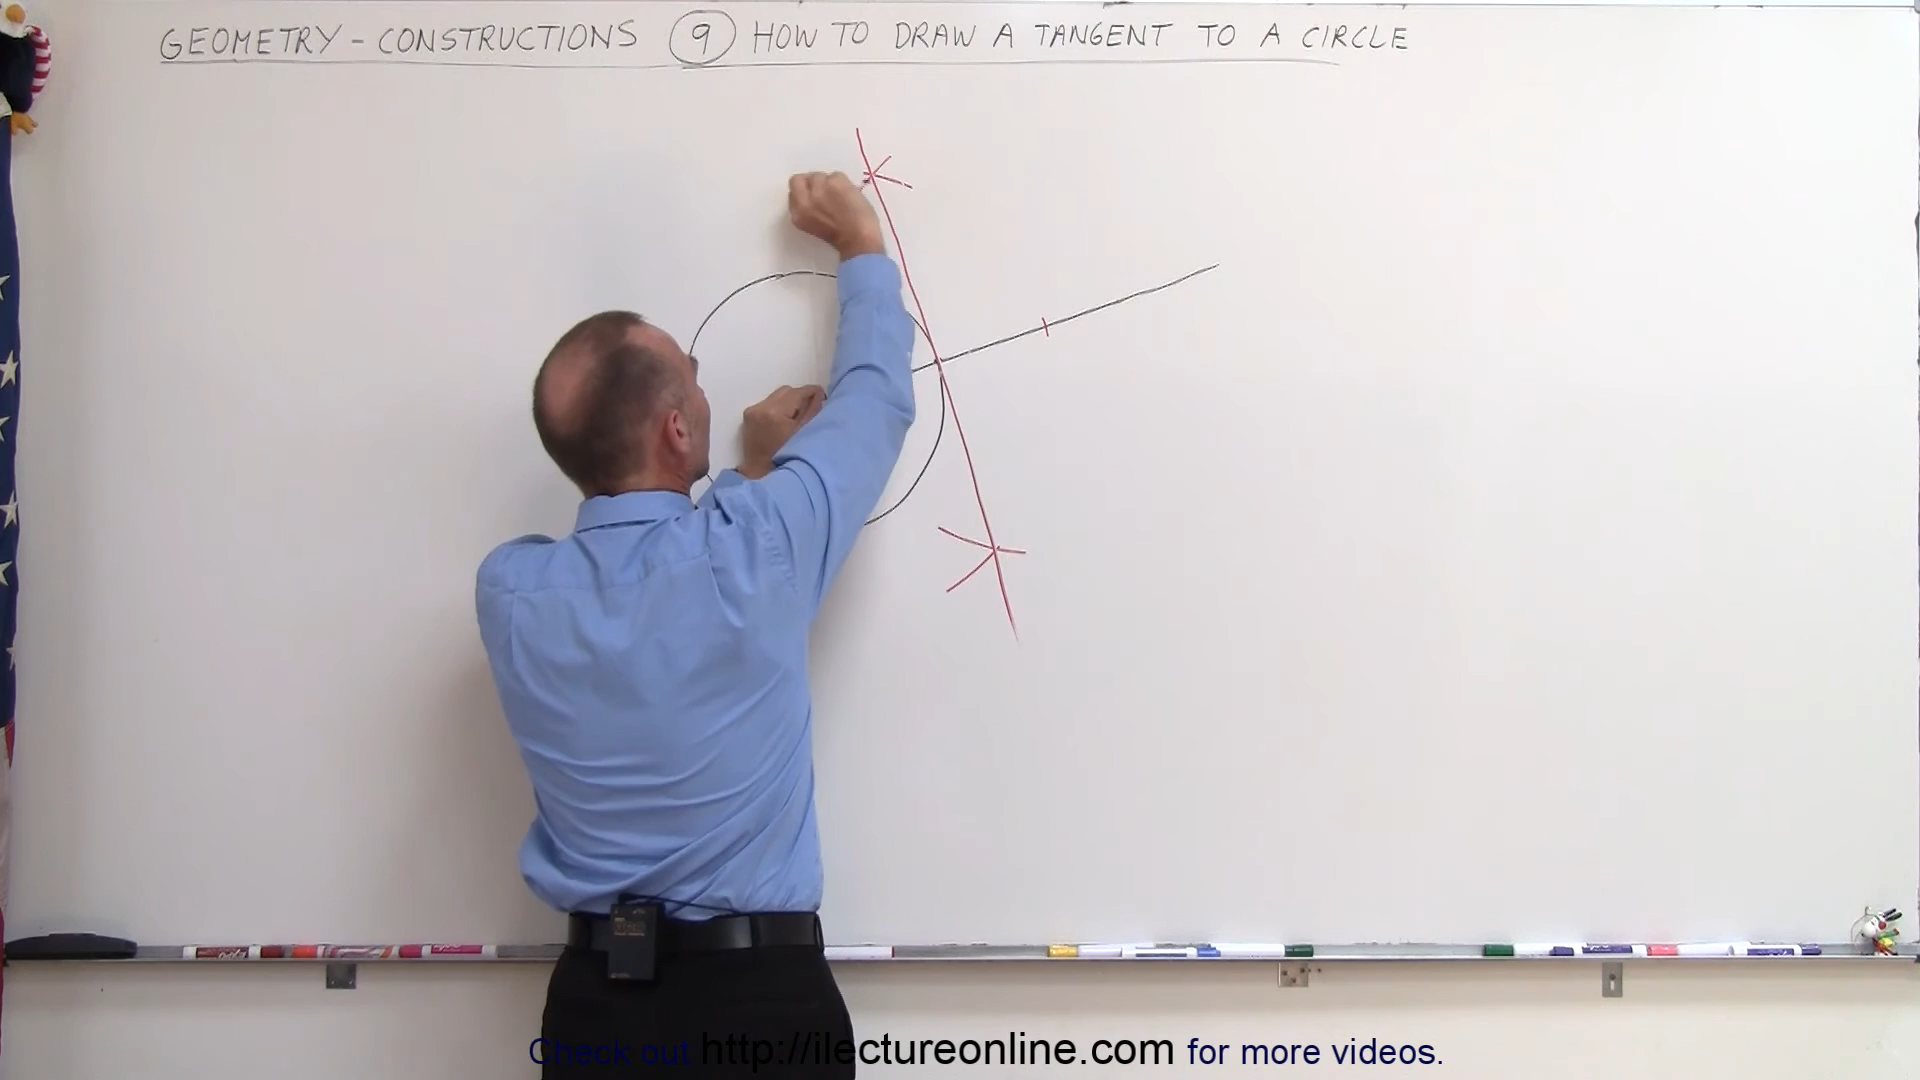 GEOMETRY - CONSTRUCTIONS 9 HOW TO DRAW A TANGENT TO A CIRCLE
Check out http://ilectureonline.com for more videos.